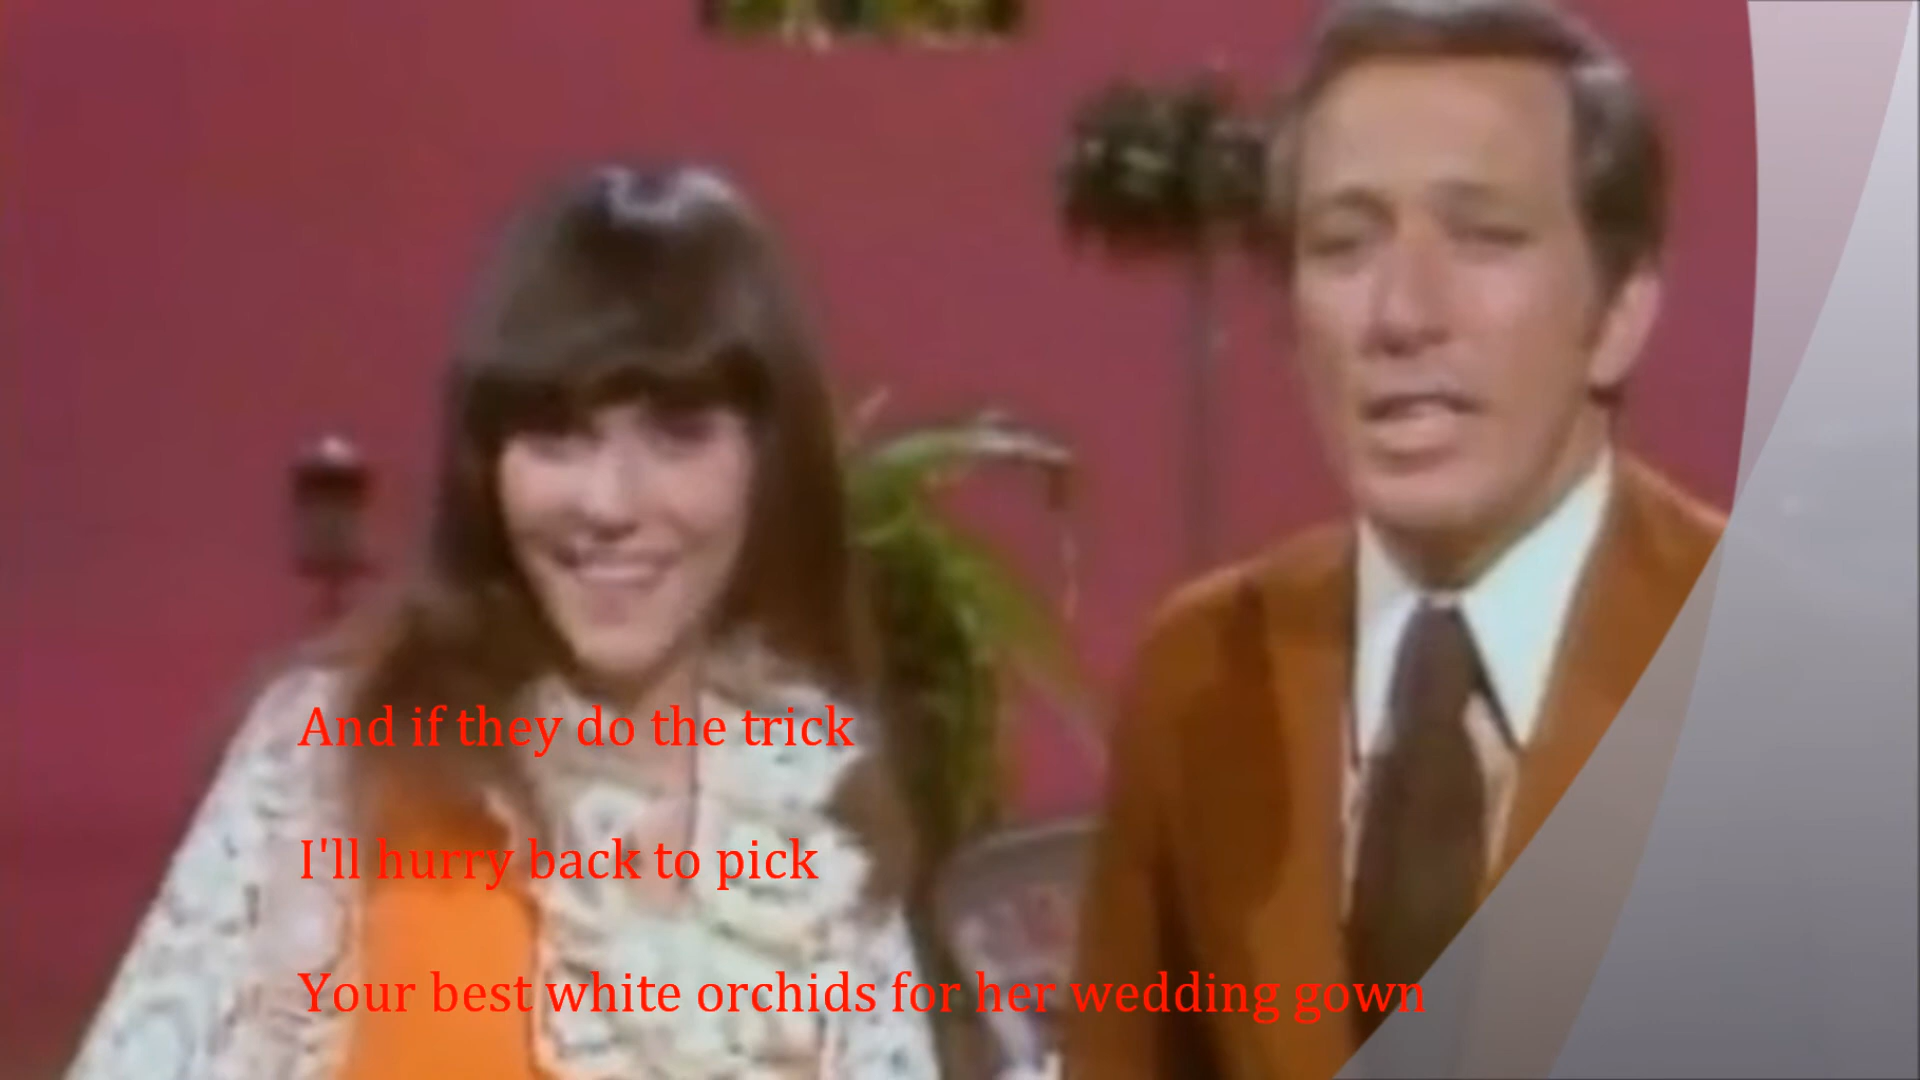 And if they do the trick
I'll hurry back to pick
Your best white orchids for her wedding gown